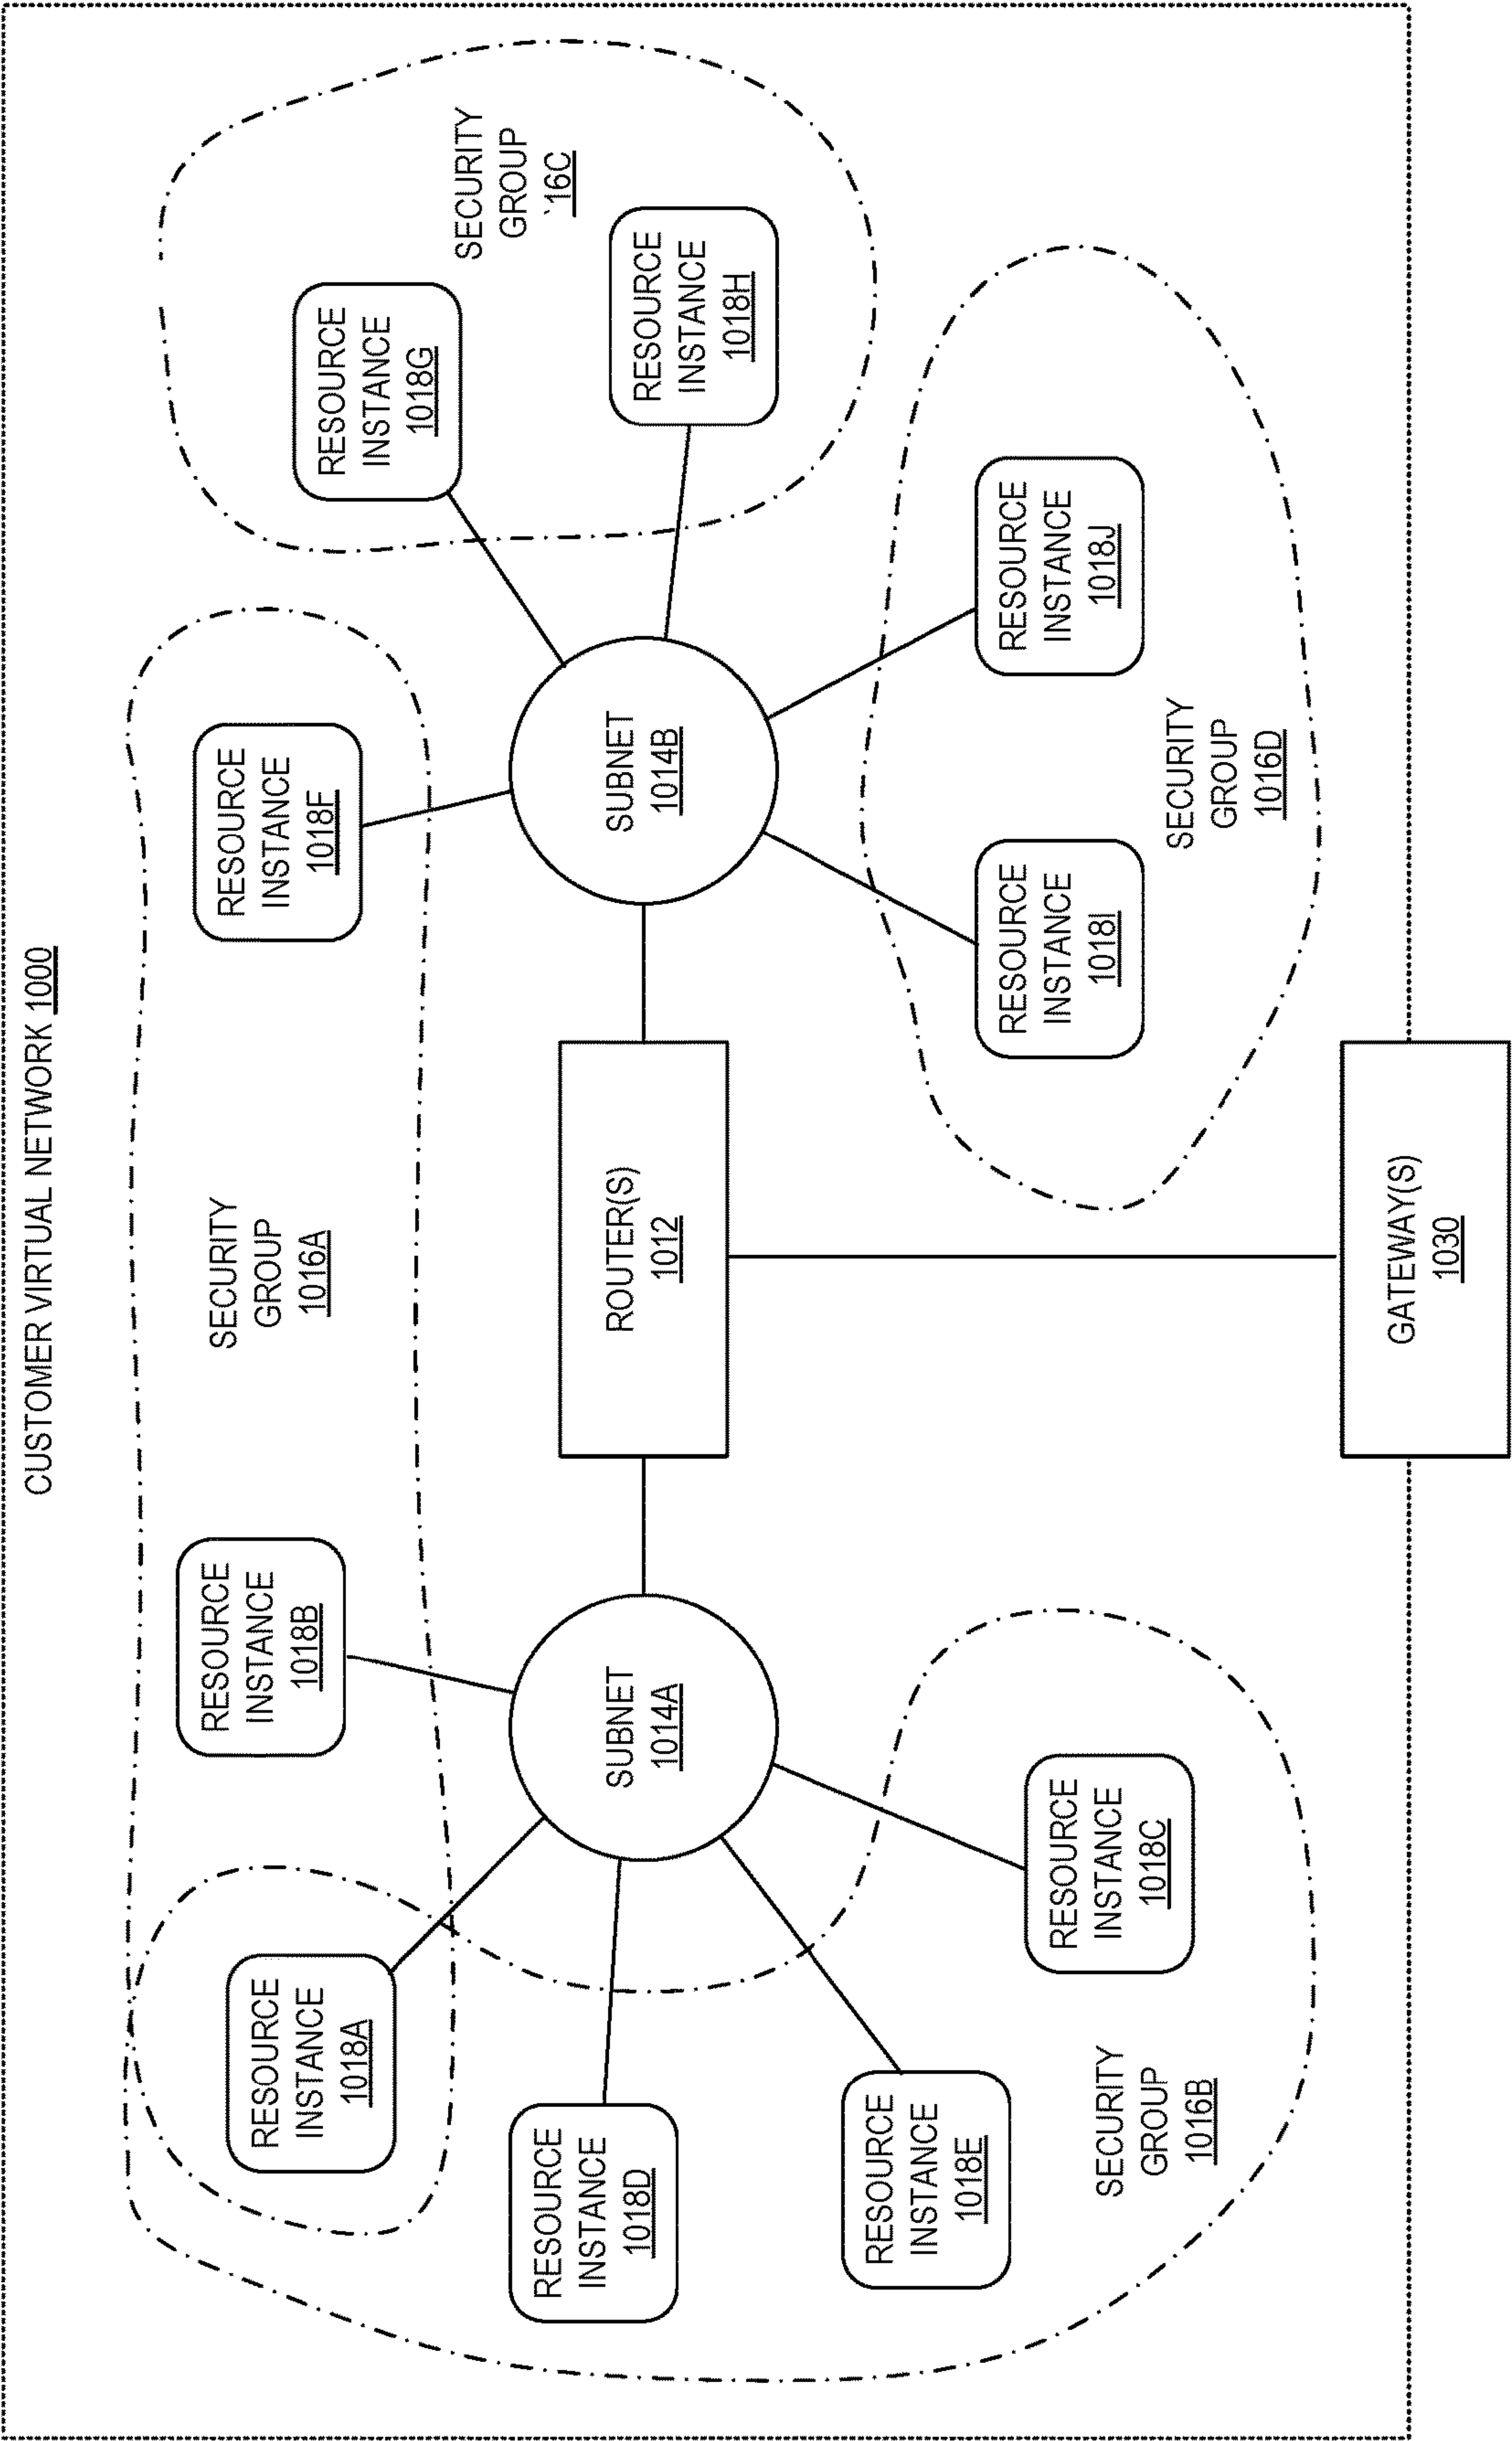 CUSTOMER VIRTUAL NETWORK 1000
RESOURCE
INSTANCE
1018A
RESOURCE
INSTANCE
1018B
SECURITY
GROUP
1016A
RESOURCE
INSTANCE
1018F
RESOURCE
INSTANCE
1018G
SECURITY
GROUP
`16C
RESOURCE
INSTANCE
1018D
SUBNET
1014A
ROUTER(S)
1012
SUBNET
1014B
RESOURCE
INSTANCE
1018H
RESOURCE
INSTANCE
1018E
RESOURCE
INSTANCE
1018C
RESOURCE
INSTANCE
1018I
RESOURCE
INSTANCE
1018J
SECURITY
GROUP
1016B
SECURITY
GROUP
1016D
GATEWAY(S)
1030